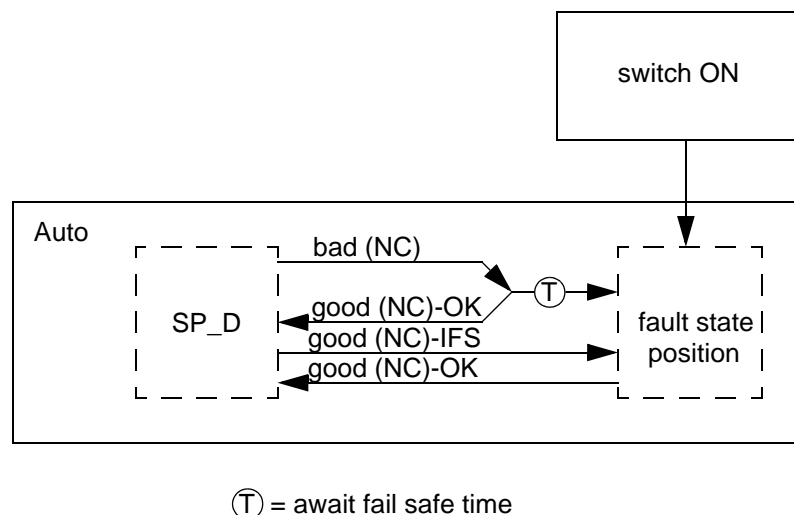 switch ON
Auto
bad (NC)
T
good (NC)-OK
SP_D
fault state
position
good (NC)-IFS
good (NC)-OK
T = await fail safe time